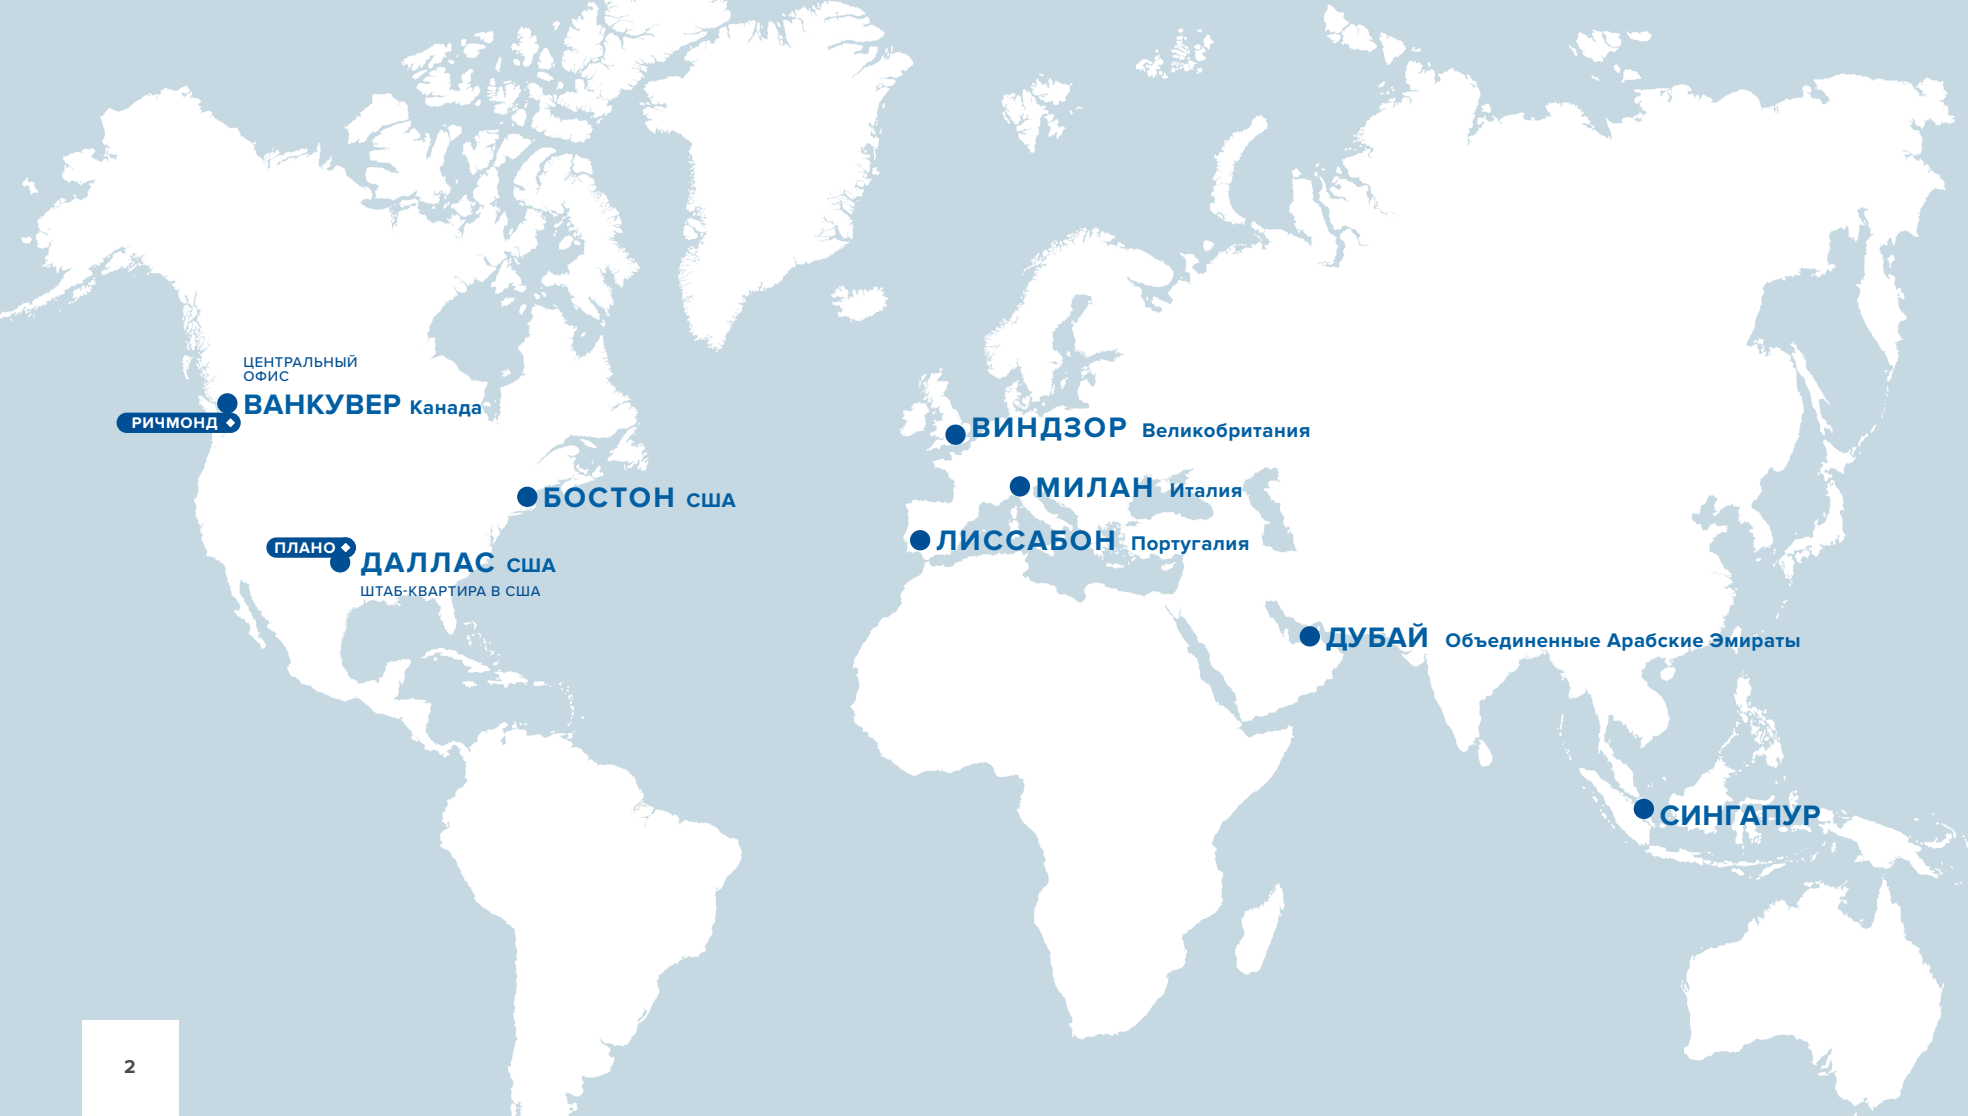 ЦЕНТРАЛЬНЫЙ
ОФИС
ВАНКУВЕР Канада
РИЧМОНД
ВИНДЗОР Великобритания
МИЛАН Италия
БОСТОН США
ЛИССАБОН Португалия
ПЛАНО
ДАЛЛАС США
ШТАБ-КВАРТИРА В США
ДУБАЙ Объединенные Арабские Эмираты
СИНГАПУР
2